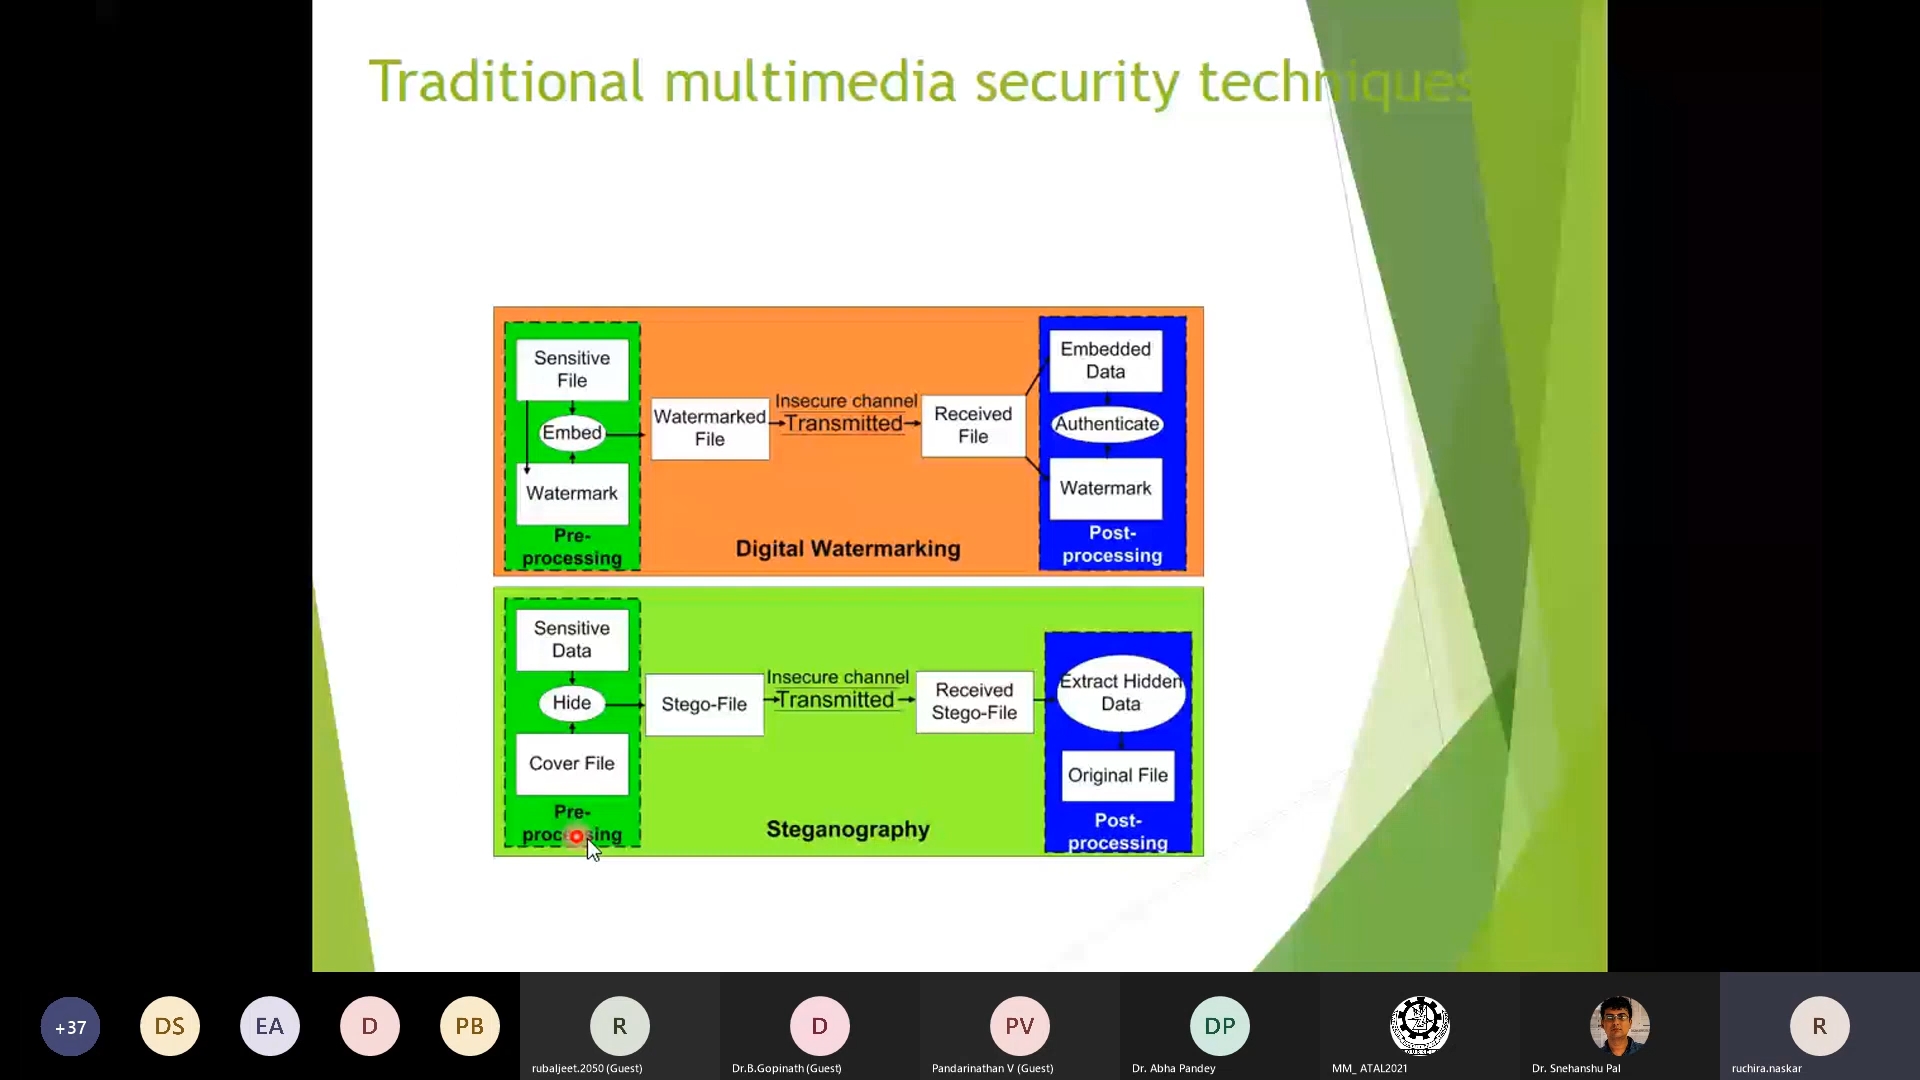 Traditional multimedia security techniques
Sensitive
File
Embed
Watermark
Pre-
processing
Watermarked
File
Insecure channel
Transmitted
Received
File
Embedded
Data
Authenticate
Watermark
Post-
processing
Digital Watermarking
Sensitive
Data
Hide
Cover File
Pre-
processing
Stego-File
Insecure channel
Transmitted
Received
Stego-File
Extract Hidden
Data
Original File
Post-
processing
Steganography
+37
DS
EA
D
PB
R
rubaljeet.2050 (Guest)
D
Dr.B.Gopinath (Guest)
PV
Pandarinathan V (Guest)
DP
Dr. Abha Pandey
MM_ ATAL2021
Dr. Snehanshu Pal
R
ruchira.naskar